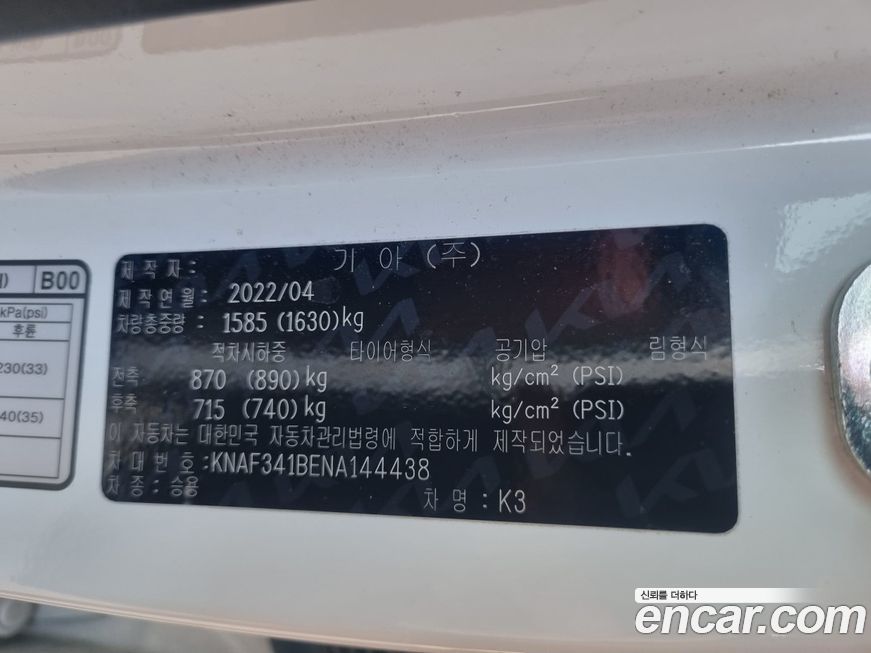 B00
kPa(psi)
후륜
230(33)
40(35)
제작자: 기아(주)
제작연월: 2022/04
차량총중량: 1585 (1630)kg
적차시하중 타이어형식 공기압 림형식
전축: 870 (890)kg kg/cm² (PSI)
후축: 715 (740)kg kg/cm² (PSI)
이 자동차는 대한민국 자동차관리법령에 적합하게 제작되었습니다.
차대번호:KNAF341BENA144438
차종: 승용 차명: K3
신뢰를 더하다
encar.com